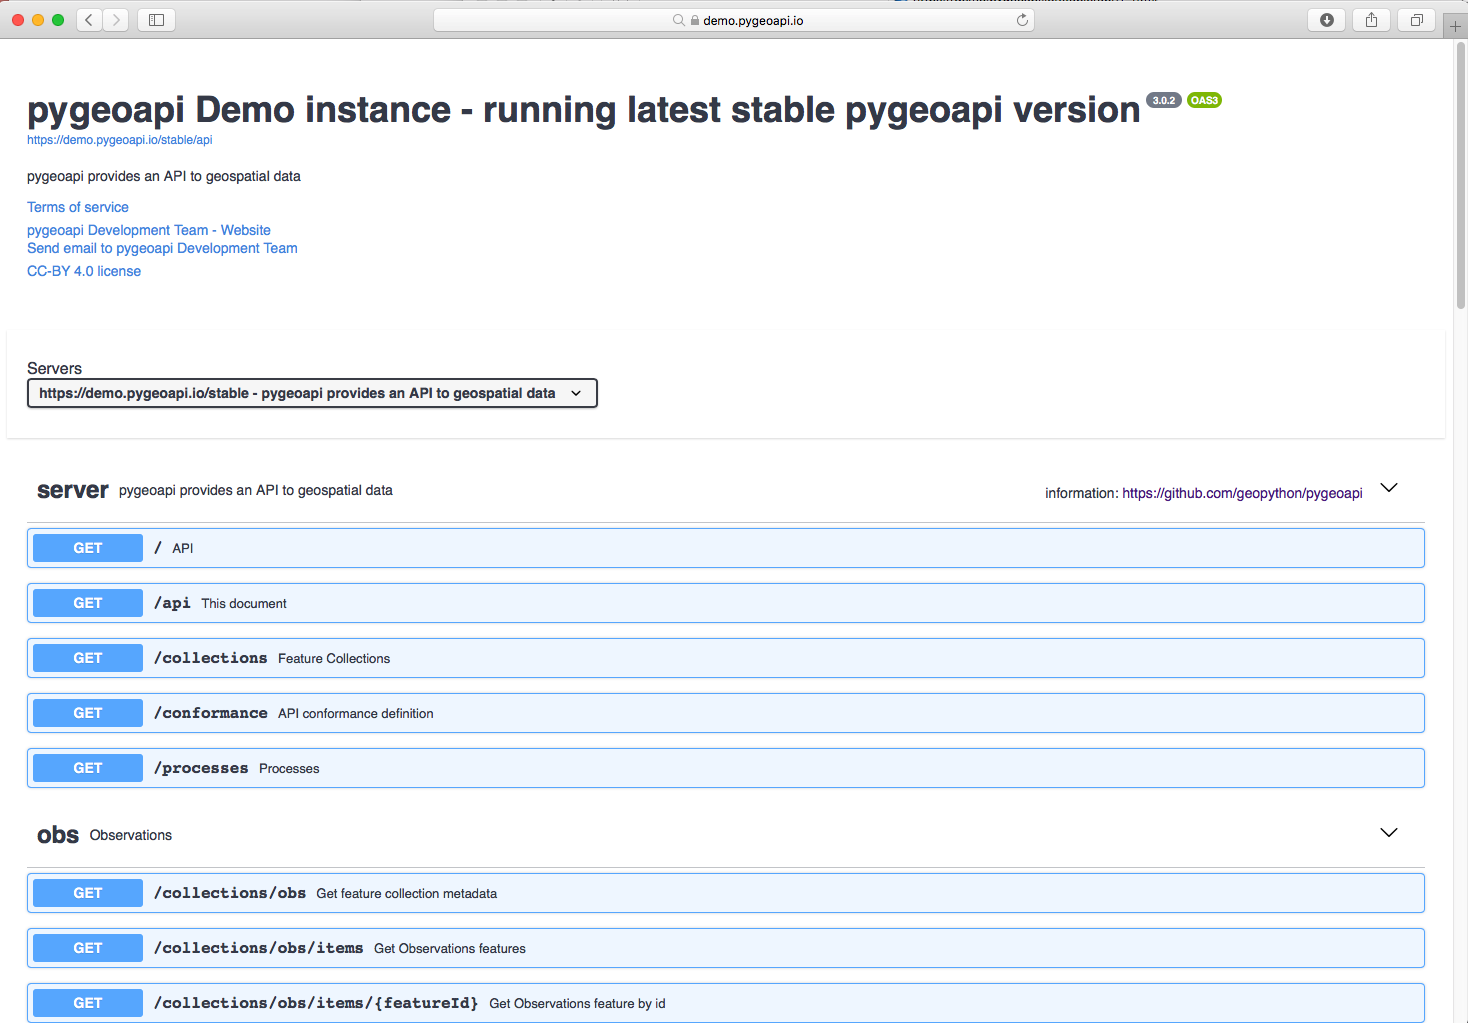 demo.pygeoapi.io
pygeoapi Demo instance - running latest stable pygeoapi version 3.0.2 OAS3
https://demo.pygeoapi.io/stable/api
pygeoapi provides an API to geospatial data
Terms of service
pygeoapi Development Team - Website
Send email to pygeoapi Development Team
CC-BY 4.0 license
Servers
https://demo.pygeoapi.io/stable - pygeoapi provides an API to geospatial data
server pygeoapi provides an API to geospatial data information: https://github.com/geopython/pygeoapi
GET / API
GET /api This document
GET /collections Feature Collections
GET /conformance API conformance definition
GET /processes Processes
obs Observations
GET /collections/obs Get feature collection metadata
GET /collections/obs/items Get Observations features
GET /collections/obs/items/{featureId} Get Observations feature by id